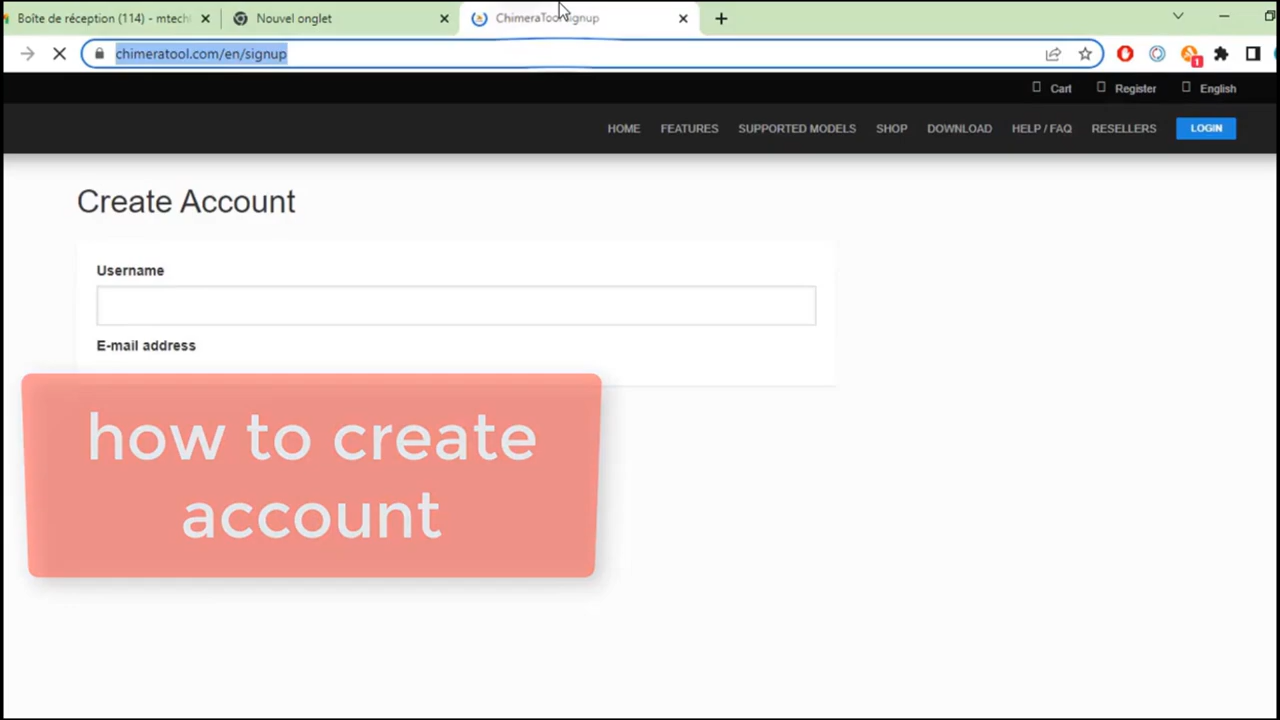 Boîte de réception (114) - mtech
Nouvel onglet
ChimeraTool signup
chimeratool.com/en/signup
1
Cart
Register
English
HOME
FEATURES
SUPPORTED MODELS
SHOP
DOWNLOAD
HELP / FAQ
RESELLERS
LOGIN
Create Account
Username
E-mail address
how to create
account